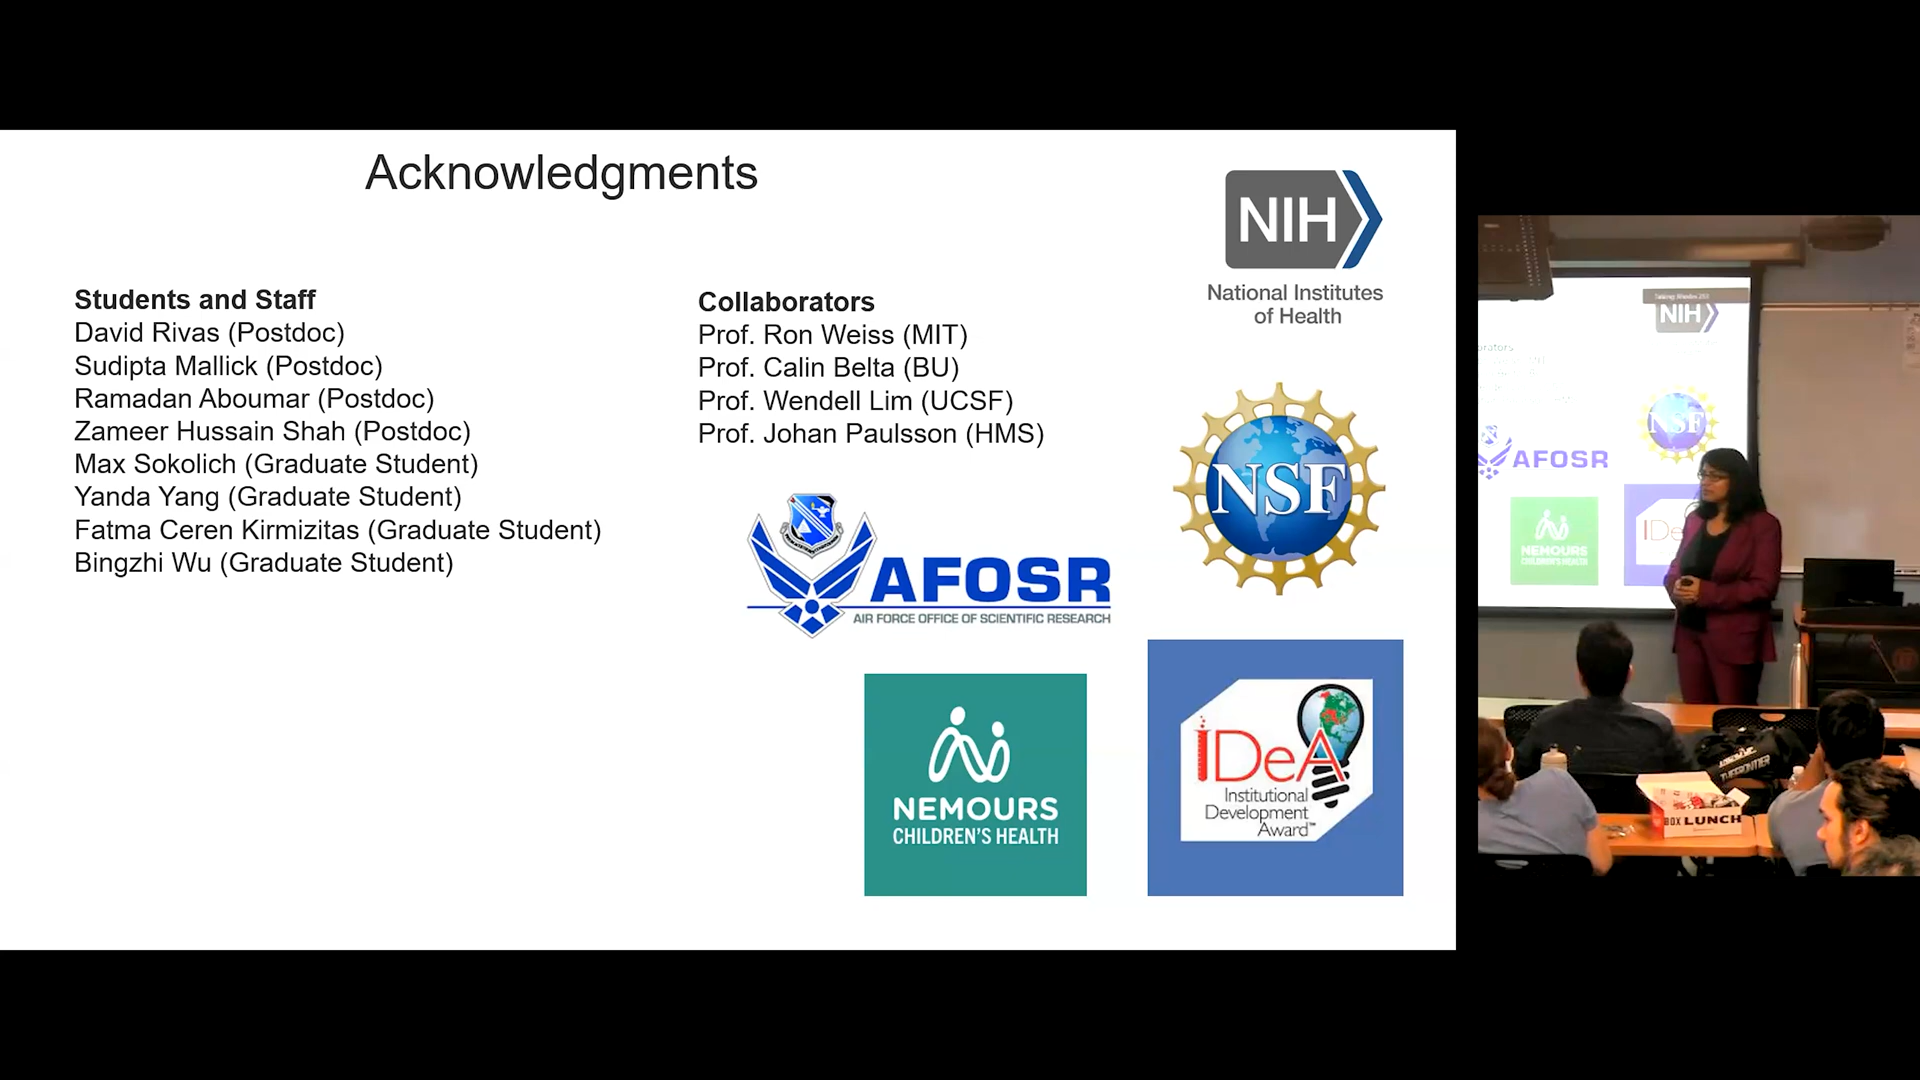 Acknowledgments
Students and Staff
David Rivas (Postdoc)
Sudipta Mallick (Postdoc)
Ramadan Aboumar (Postdoc)
Zameer Hussain Shah (Postdoc)
Max Sokolich (Graduate Student)
Yanda Yang (Graduate Student)
Fatma Ceren Kirmizitas (Graduate Student)
Bingzhi Wu (Graduate Student)
Collaborators
Prof. Ron Weiss (MIT)
Prof. Calin Belta (BU)
Prof. Wendell Lim (UCSF)
Prof. Johan Paulsson (HMS)
NIH
National Institutes
of Health
NSF
AFOSR
AIR FORCE OFFICE OF SCIENTIFIC RESEARCH
NEMOURS
CHILDREN'S HEALTH
IDeA
Institutional
Development
Award™
NIH
NSF
AFOSR
NEMOURS
CHILDREN'S HEALTH
IDe
BOX LUNCH